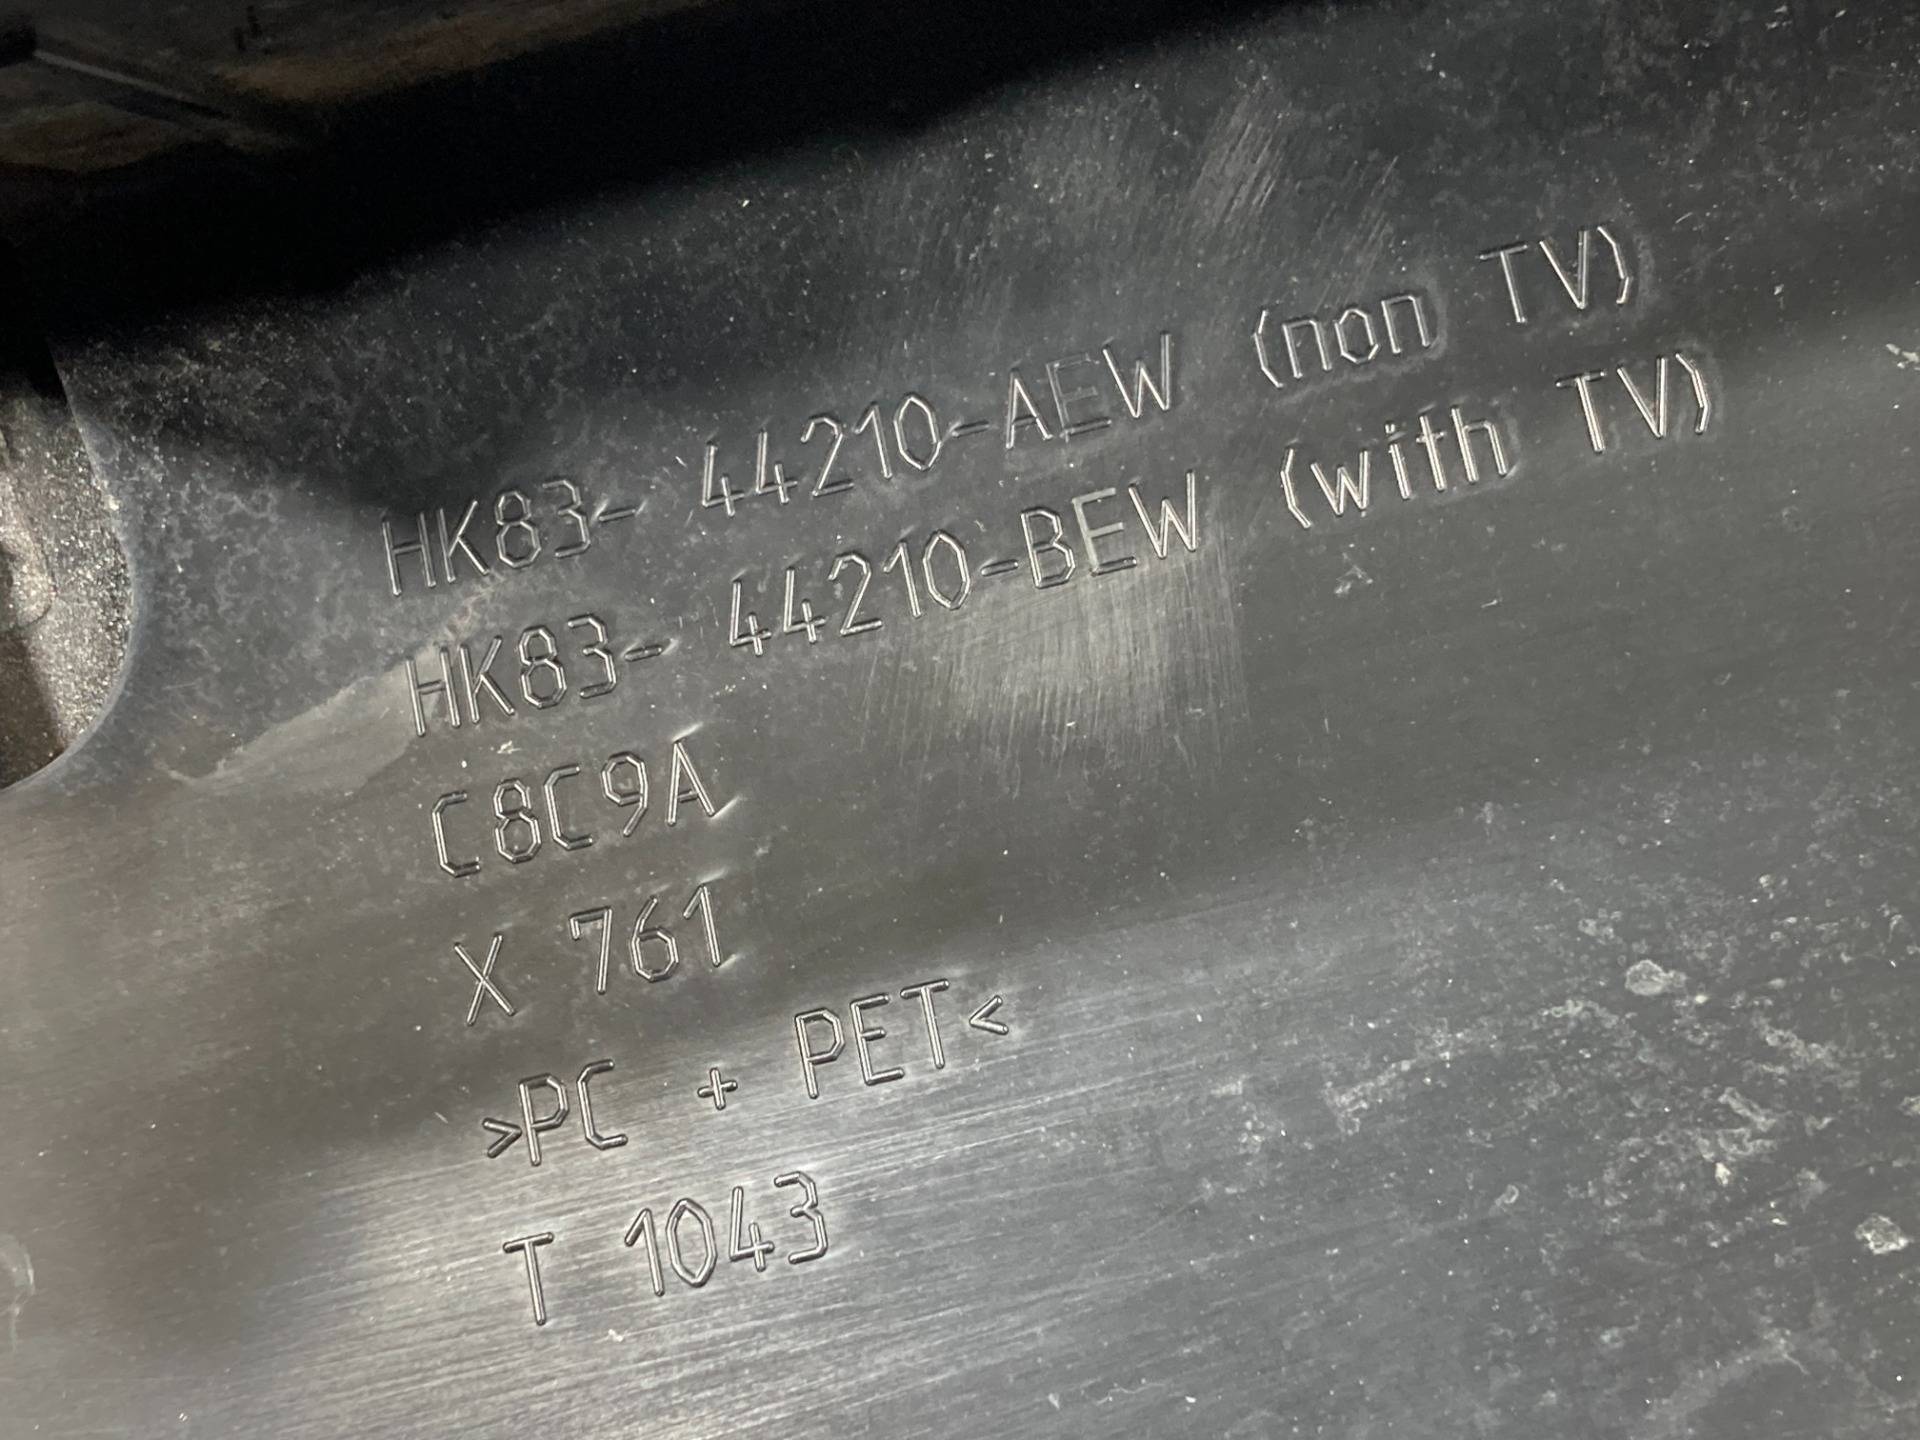 HK83- 44210-AEW (non TV)
HK83- 44210-BEW (with TV)
C8C9A
X 761
>PC + PET<
T 1043